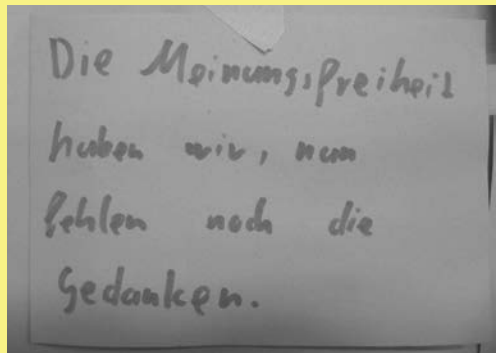 Die Meinungsfreiheit
haben wir, nun
fehlen noch die
Gedanken.